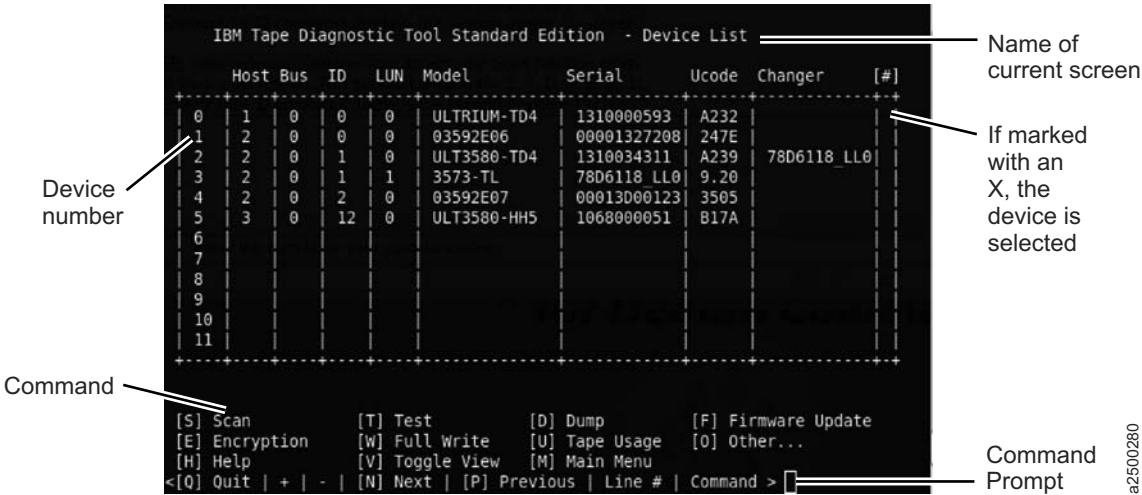 IBM Tape Diagnostic Tool Standard Edition - Device List
Name of
current screen
Host Bus ID LUN Model Serial Ucode Changer [#]
0 | 1 | 0 | 0 | 0 | ULTRIUM-TD4 | 1310000593 | A232 |
1 | 2 | 0 | 0 | 0 | 03592E06 | 00001327208| 247E |
2 | 2 | 0 | 1 | 0 | ULT3580-TD4 | 1310034311 | A239 | 78D6118_LL0|
3 | 2 | 0 | 1 | 1 | 3573-TL | 78D6118_LL0| 9.20 |
4 | 2 | 0 | 2 | 0 | 03592E07 | 00013D00123| 3505 |
5 | 3 | 0 | 12 | 0 | ULT3580-HH5 | 1068000051 | B17A |
6
7
8
9
10
11
If marked
with an
X, the
device is
selected
Device
number
Command
[S] Scan [T] Test [D] Dump [F] Firmware Update
[E] Encryption [W] Full Write [U] Tape Usage [O] Other...
[H] Help [V] Toggle View [M] Main Menu
<[Q] Quit | + | - | [N] Next | [P] Previous | Line # | Command >
Command
Prompt
a2500280